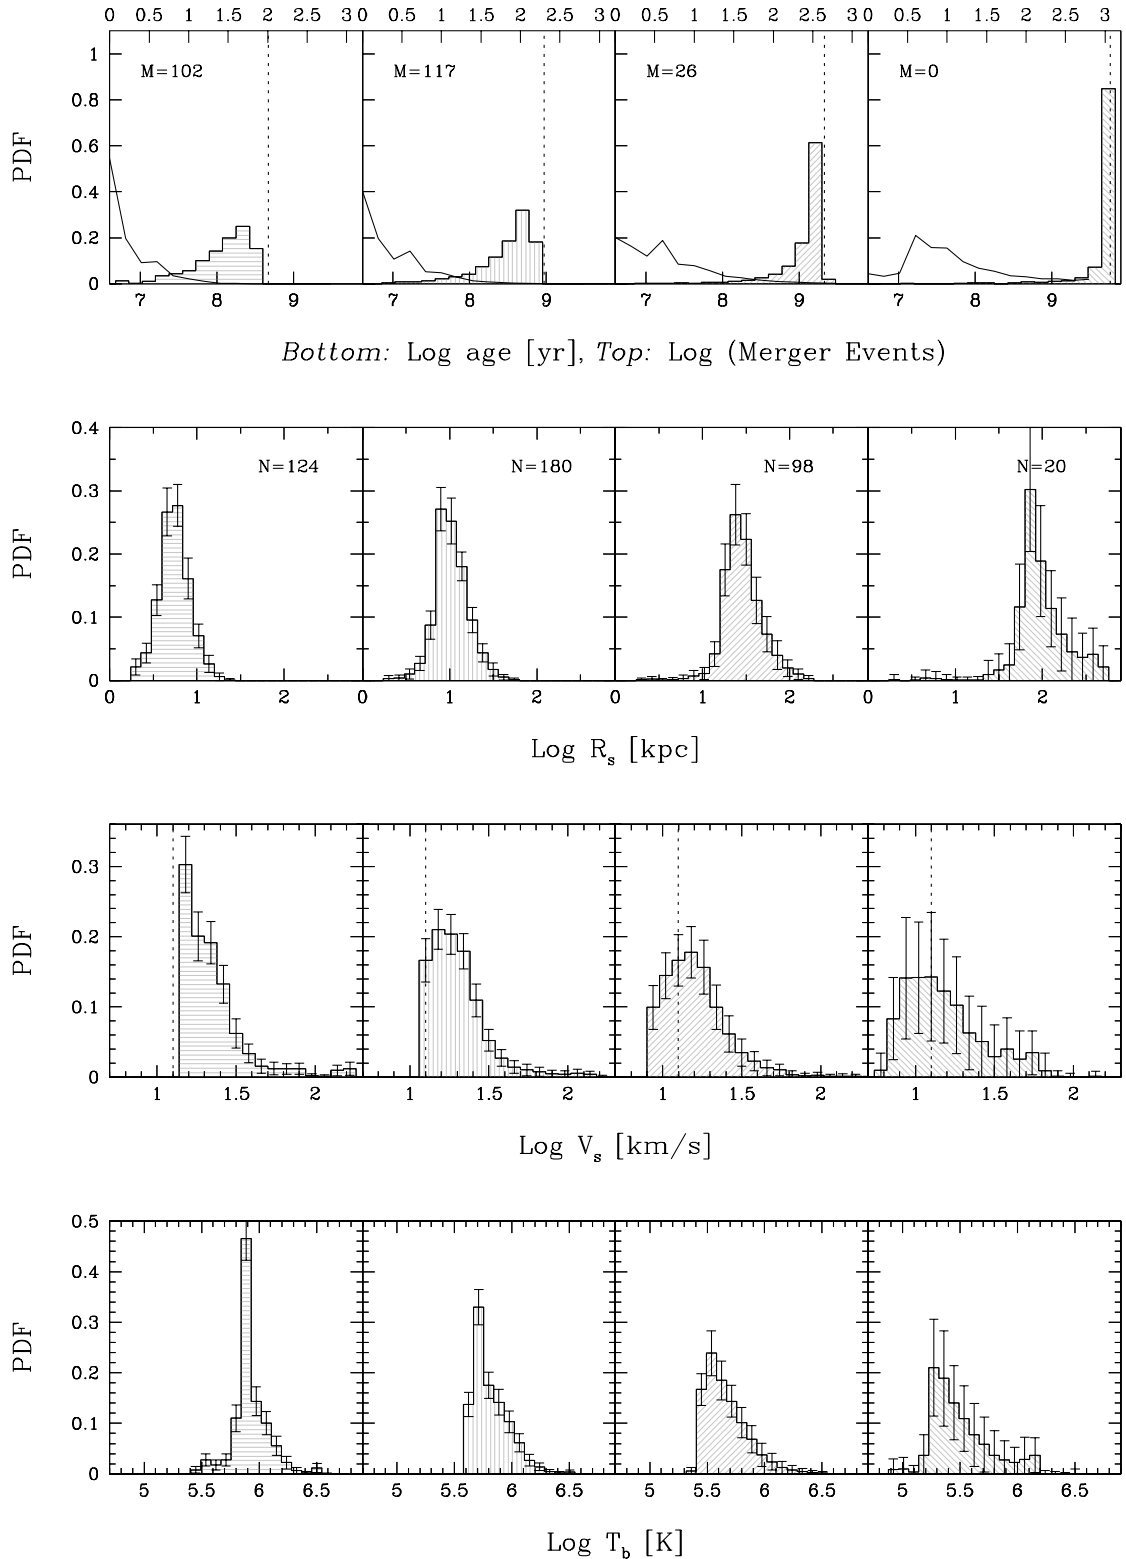 0 0.5 1 1.5 2 2.5 3 0 0.5 1 1.5 2 2.5 3 0 0.5 1 1.5 2 2.5 3 0 0.5 1 1.5 2 2.5 3
1
M=102 M=117 M=26 M=0
0.8
PDF
0.6
0.4
0.2
0
7 8 9 7 8 9 7 8 9 7 8 9
Bottom: Log age [yr], Top: Log (Merger Events)
0.4
N=124 N=180 N=98 N=20
0.3
PDF
0.2
0.1
0
0 1 2 0 1 2 0 1 2 0 1 2
Log Rs [kpc]
0.3
PDF
0.2
0.1
0
1 1.5 2 1 1.5 2 1 1.5 2 1 1.5 2
Log Vs [km/s]
0.5
0.4
PDF
0.3
0.2
0.1
0
5 5.5 6 6.5 5 5.5 6 6.5 5 5.5 6 6.5 5 5.5 6 6.5
Log Tb [K]